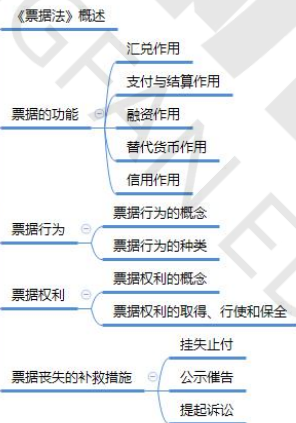 《票据法》概述
票据的功能
汇兑作用
支付与结算作用
融资作用
替代货币作用
信用作用
票据行为
票据行为的概念
票据行为的种类
票据权利
票据权利的概念
票据权利的取得、行使和保全
票据丧失的补救措施
挂失止付
公示催告
提起诉讼